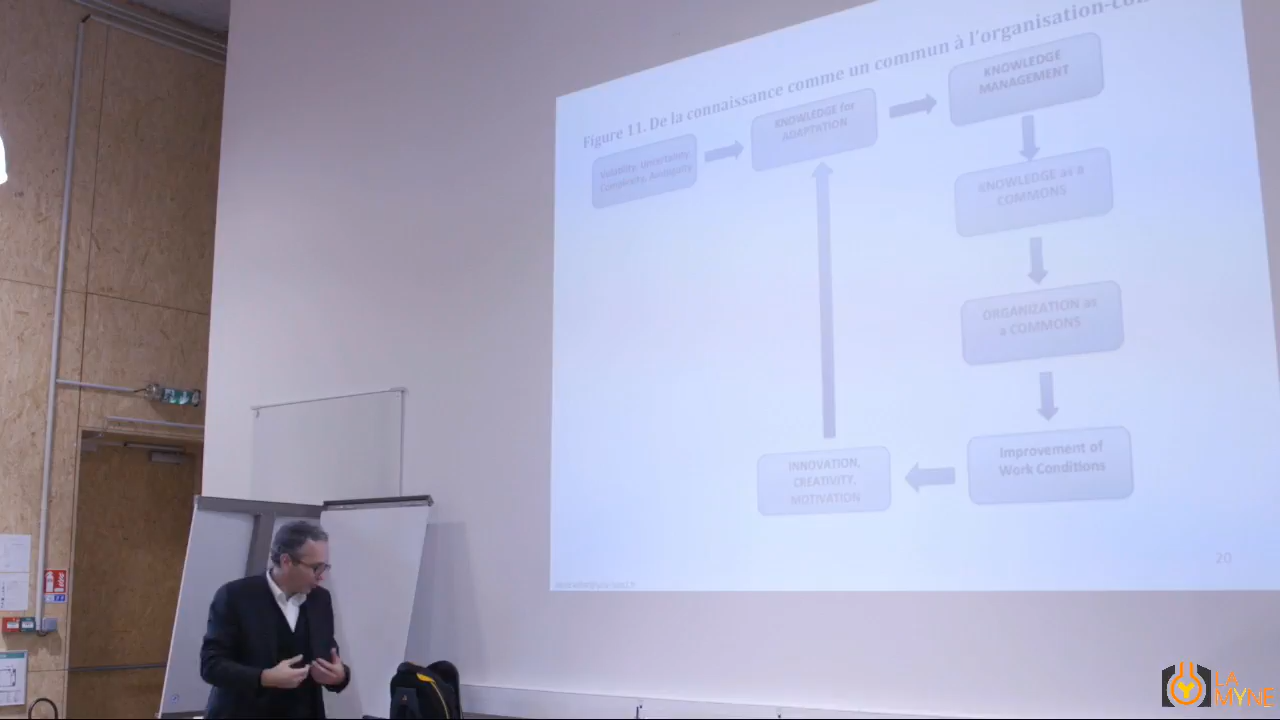 Figure 11. De la connaissance comme un commun à l'organisation-com
Volatility, Uncertainty
Complexity, Ambiguity
KNOWLEDGE for
ADAPTATION
KNOWLEDGE
MANAGEMENT
KNOWLEDGE as a
COMMONS
ORGANIZATION as
a COMMONS
Improvement of
Work Conditions
INNOVATION,
CREATIVITY,
MOTIVATION
20
LA
MYNE